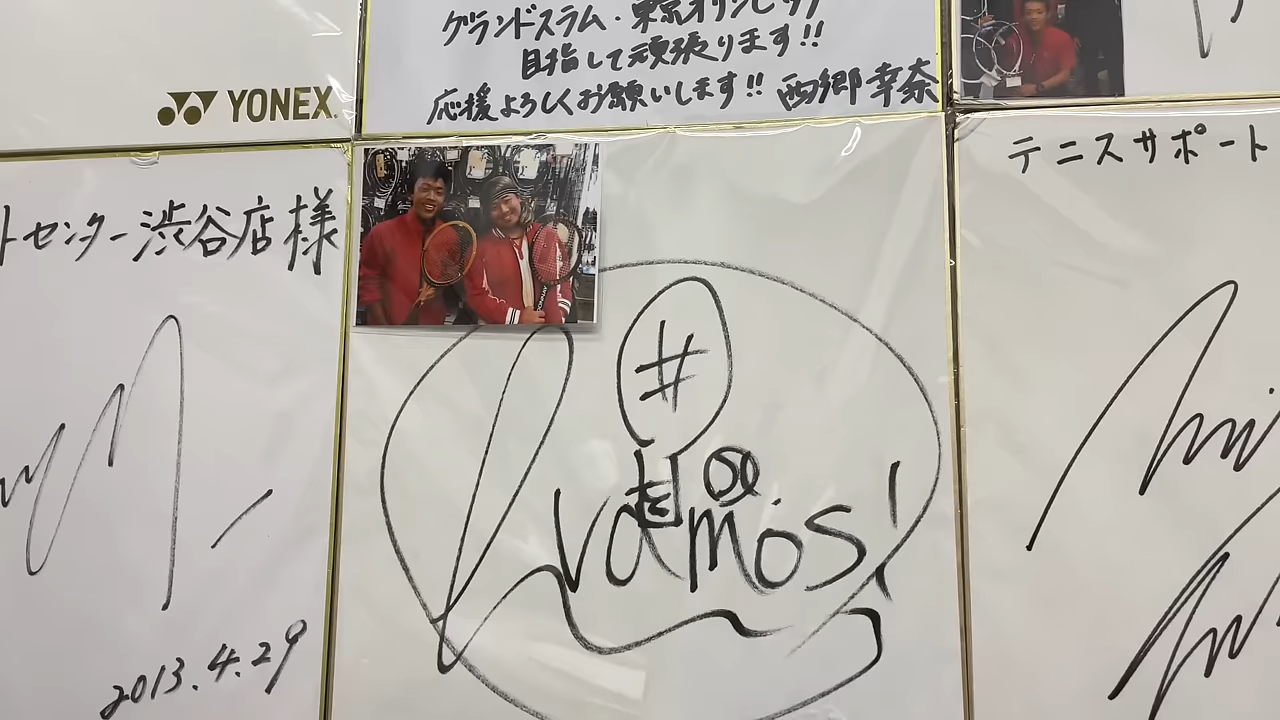 グランドスラム・東京オリンピック
目指して頑張ります!!
応援よろしくお願いします!! 西郷幸奈
YONEX
トセンター渋谷店様
2013.4.29
#
vamos!
テニスサポート